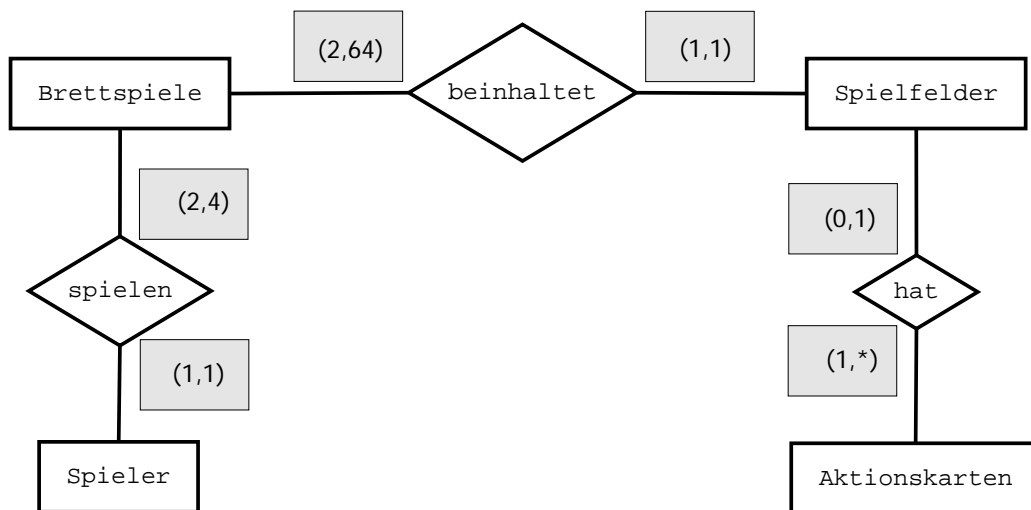 (2,64)
(1,1)
Brettspiele
beinhaltet
Spielfelder
(2,4)
(0,1)
spielen
hat
(1,1)
(1,*)
Spieler
Aktionskarten